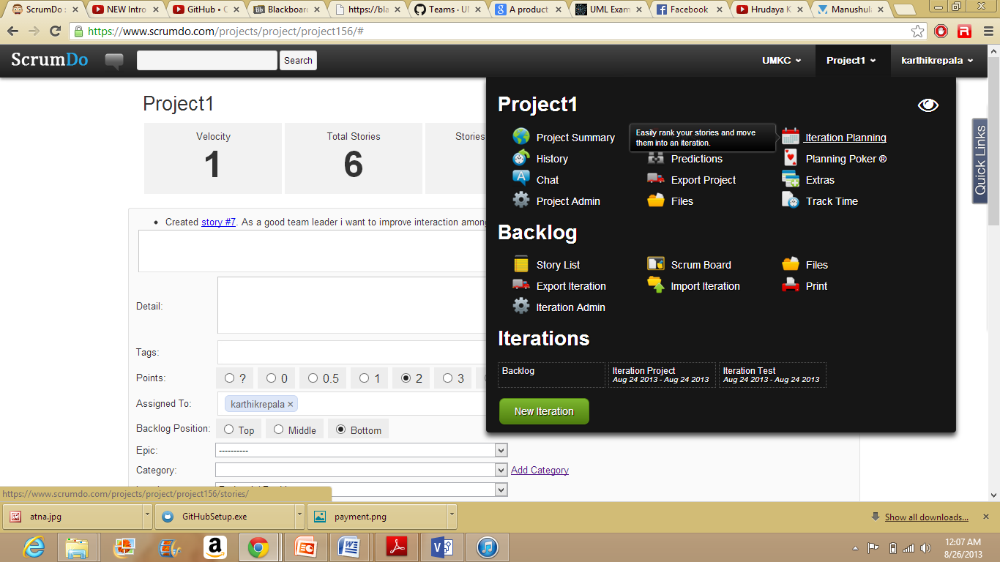 ScrumDo s
NEW Intro
GitHub • C
Blackboard
https://bla
Teams · U
A product
UML Exam
Facebook
Hrudaya K
Manushula
https://www.scrumdo.com/projects/project/project156/#
ScrumDo
Search
UMKC
Project1
karthikrepala
Project1
Velocity
1
Total Stories
6
Stories
Created story #7. As a good team leader i want to improve interaction among
Detail:
Tags:
Points:
? 0 0.5 1 2 3
Assigned To:
karthikrepala ×
Backlog Position:
Top Middle Bottom
Epic:
----------
Category:
Add Category
Project1
Project Summary
Easily rank your stories and move
them into an iteration.
Iteration Planning
History
Predictions
Planning Poker ®
Chat
Export Project
Extras
Project Admin
Files
Track Time
Backlog
Story List
Scrum Board
Files
Export Iteration
Import Iteration
Print
Iteration Admin
Iterations
Backlog
Iteration Project
Aug 24 2013 - Aug 24 2013
Iteration Test
Aug 24 2013 - Aug 24 2013
New Iteration
Quick Links
https://www.scrumdo.com/projects/project/project156/stories/
atna.jpg
GitHubSetup.exe
payment.png
Show all downloads...
12:07 AM
8/26/2013